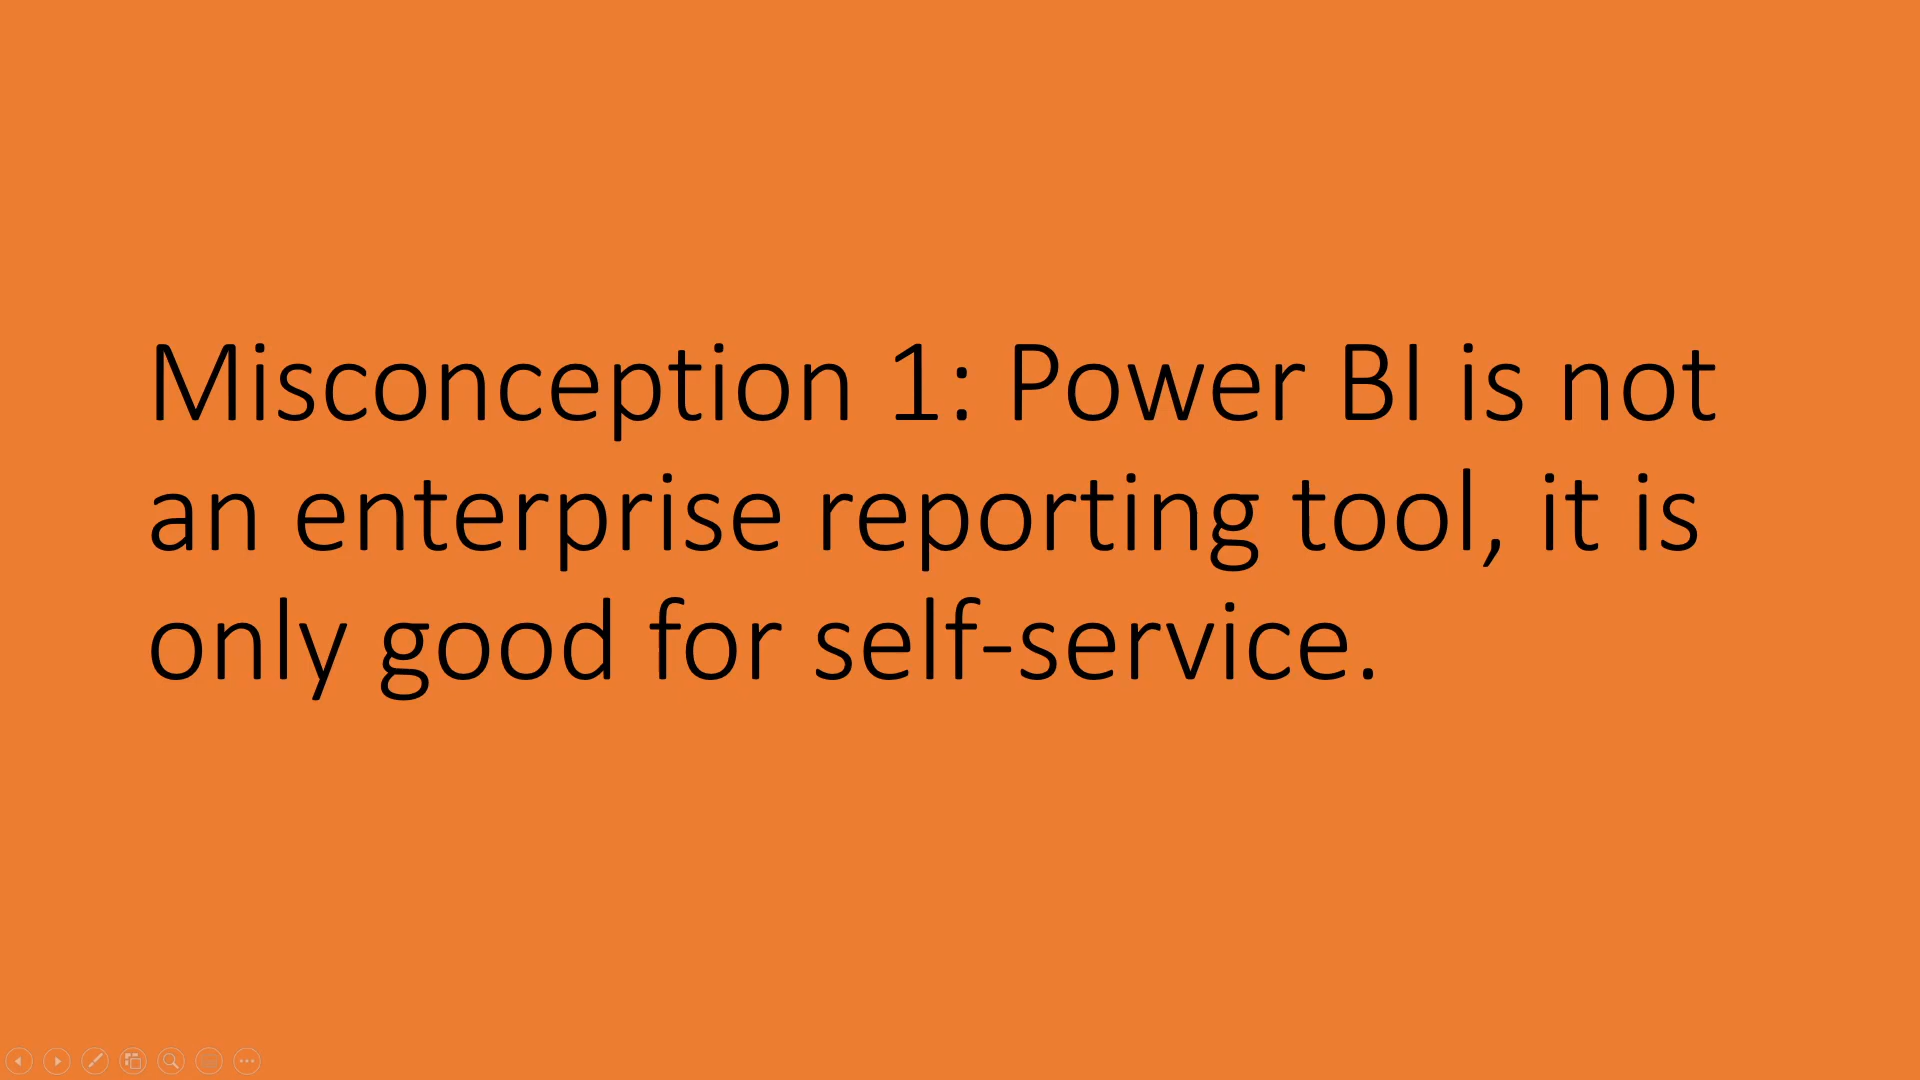 Misconception 1: Power BI is not
an enterprise reporting tool, it is
only good for self-service.